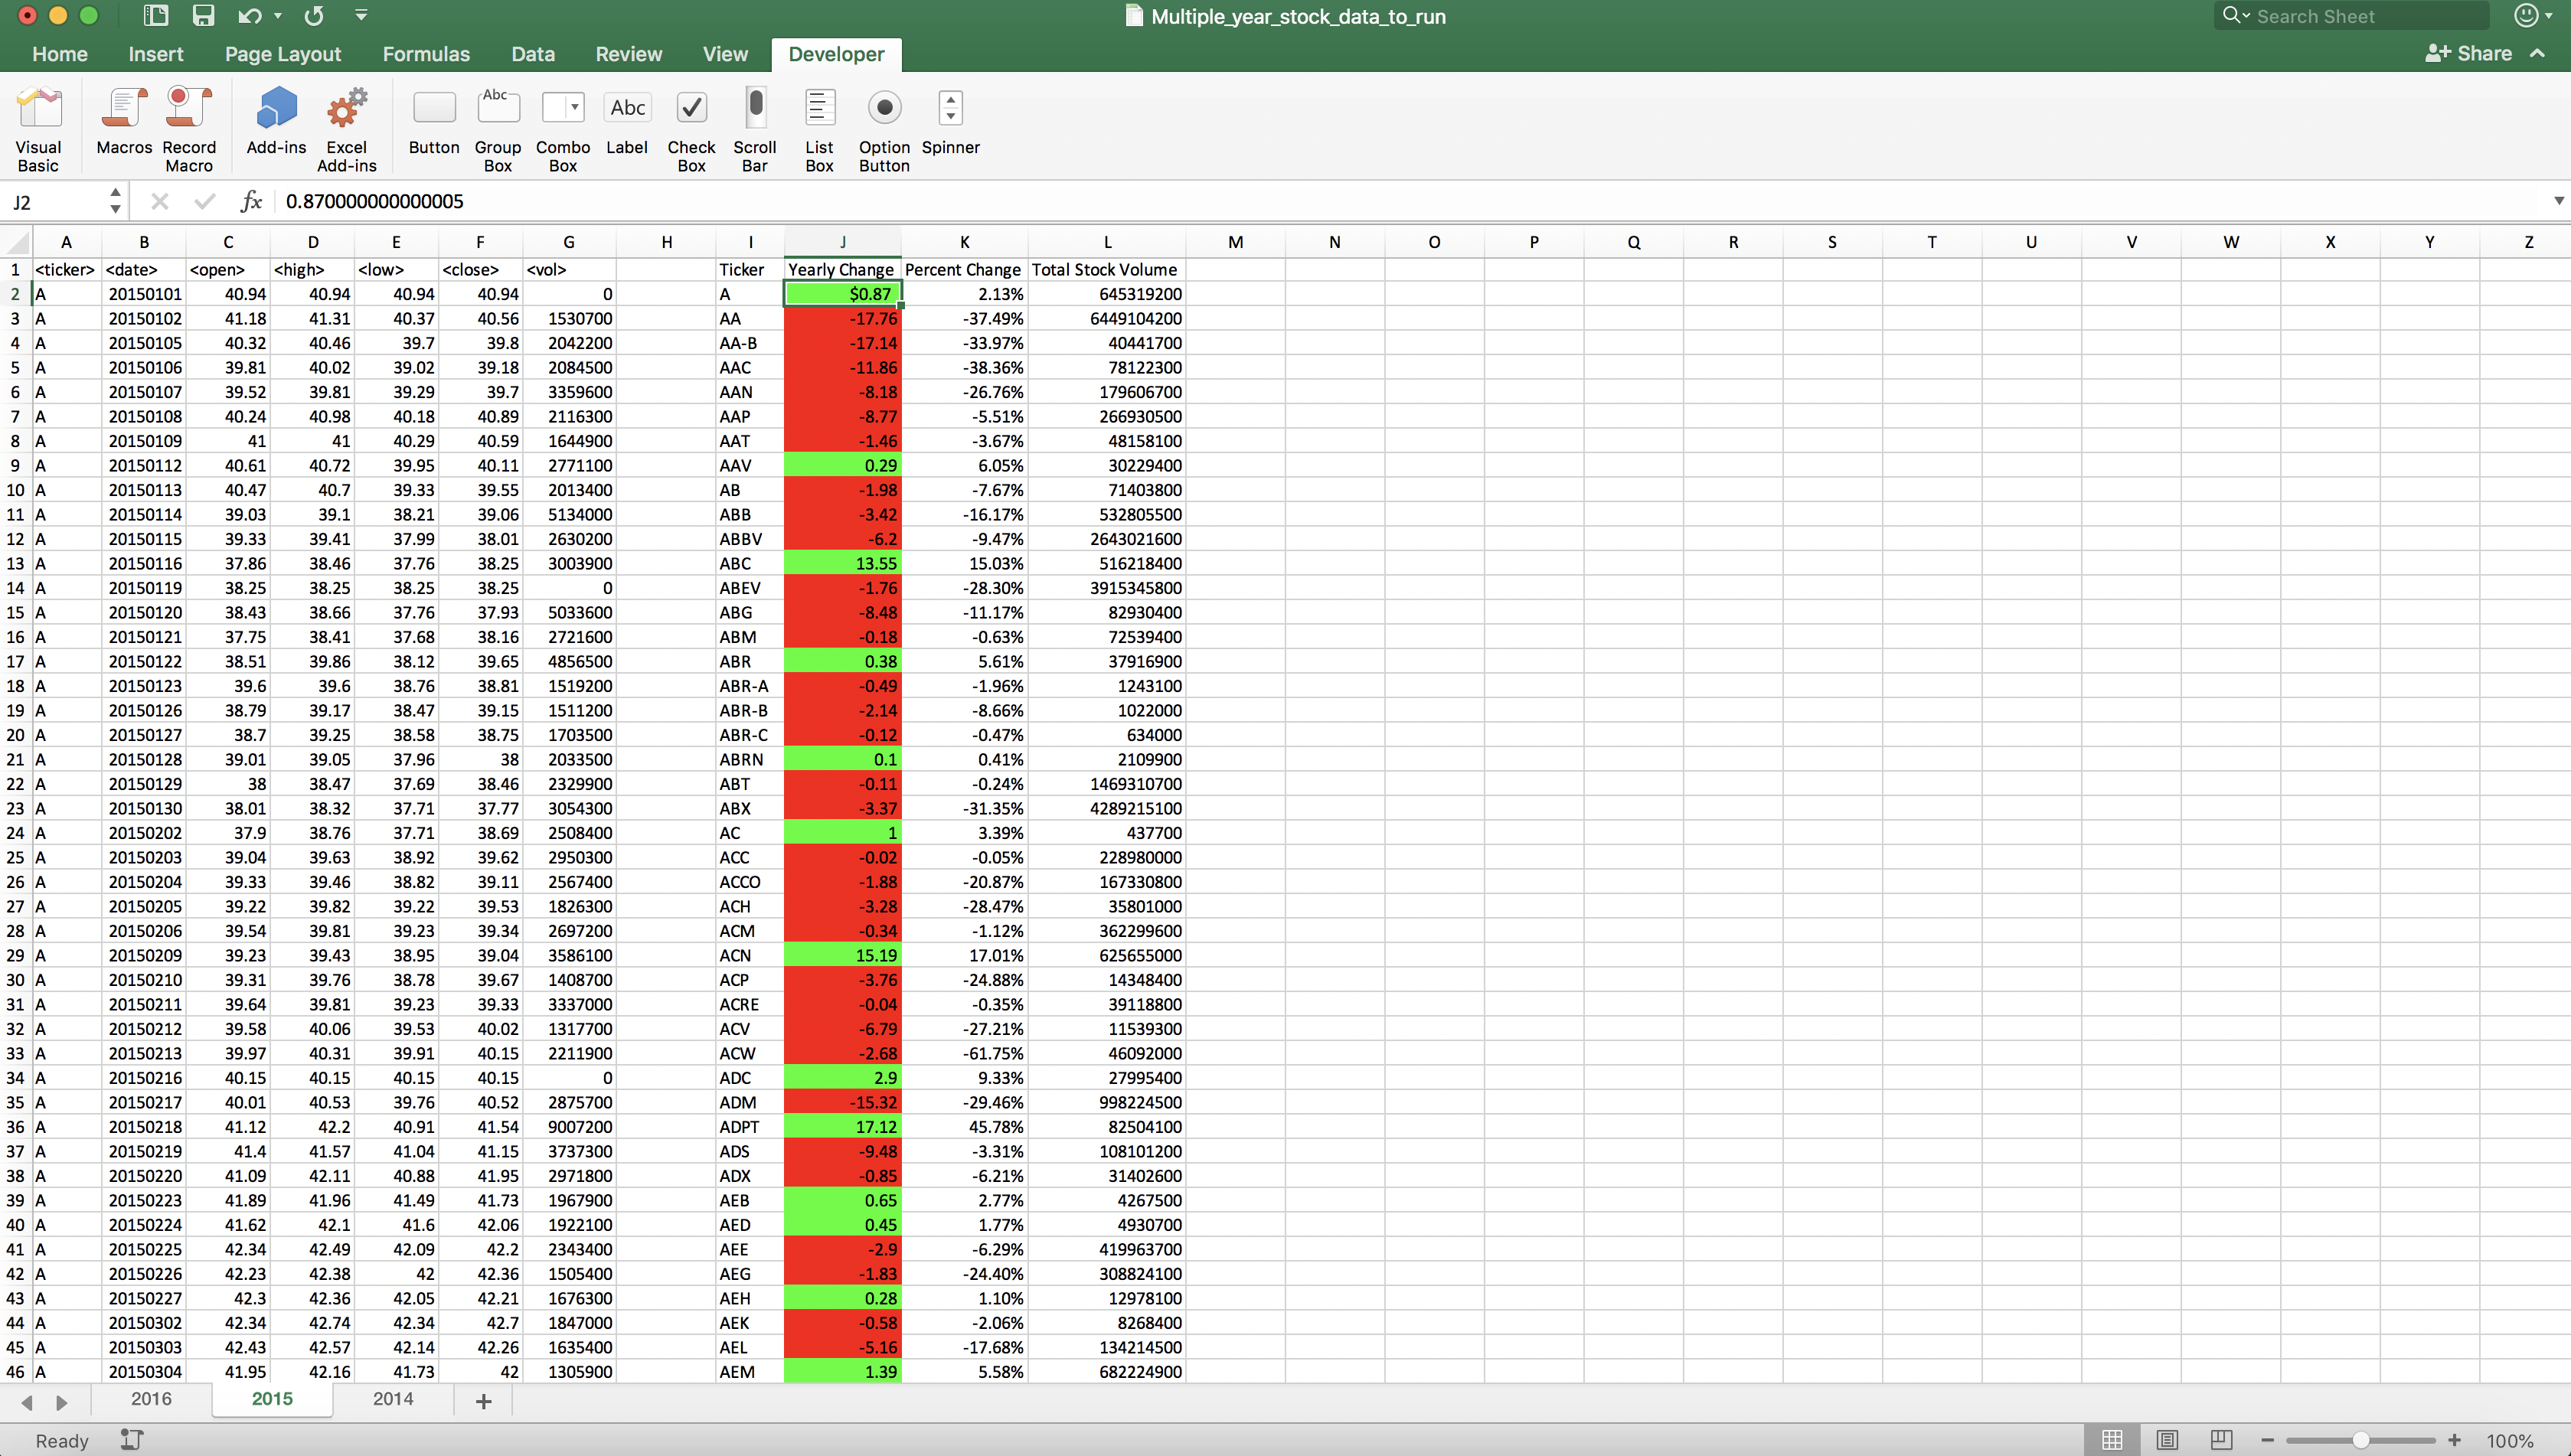 Multiple_year_stock_data_to_run
Search Sheet
Home Insert Page Layout Formulas Data Review View Developer
Share
Visual Basic
Macros
Record Macro
Add-ins
Excel Add-ins
Button
Group Box
Combo Box
Label
Check Box
Scroll Bar
List Box
Option Button
Spinner
Abc
Abc
J2 fx 0.870000000000005
A B C D E F G H I J K L M N O P Q R S T U V W X Y Z
1 <ticker> <date> <open> <high> <low> <close> <vol> Ticker Yearly Change Percent Change Total Stock Volume
2 A 20150101 40.94 40.94 40.94 40.94 0 A $0.87 2.13% 645319200
3 A 20150102 41.18 41.31 40.37 40.56 1530700 AA -17.76 -37.49% 6449104200
4 A 20150105 40.32 40.46 39.7 39.8 2042200 AA-B -17.14 -33.97% 40441700
5 A 20150106 39.81 40.02 39.02 39.18 2084500 AAC -11.86 -38.36% 78122300
6 A 20150107 39.52 39.81 39.29 39.7 3359600 AAN -8.18 -26.76% 179606700
7 A 20150108 40.24 40.98 40.18 40.89 2116300 AAP -8.77 -5.51% 266930500
8 A 20150109 41 41 40.29 40.59 1644900 AAT -1.46 -3.67% 48158100
9 A 20150112 40.61 40.72 39.95 40.11 2771100 AAV 0.29 6.05% 30229400
10 A 20150113 40.47 40.7 39.33 39.55 2013400 AB -1.98 -7.67% 71403800
11 A 20150114 39.03 39.1 38.21 39.06 5134000 ABB -3.42 -16.17% 532805500
12 A 20150115 39.33 39.41 37.99 38.01 2630200 ABBV -6.2 -9.47% 2643021600
13 A 20150116 37.86 38.46 37.76 38.25 3003900 ABC 13.55 15.03% 516218400
14 A 20150119 38.25 38.25 38.25 38.25 0 ABEV -1.76 -28.30% 3915345800
15 A 20150120 38.43 38.66 37.76 37.93 5033600 ABG -8.48 -11.17% 82930400
16 A 20150121 37.75 38.41 37.68 38.16 2721600 ABM -0.18 -0.63% 72539400
17 A 20150122 38.51 39.86 38.12 39.65 4856500 ABR 0.38 5.61% 37916900
18 A 20150123 39.6 39.6 38.76 38.81 1519200 ABR-A -0.49 -1.96% 1243100
19 A 20150126 38.79 39.17 38.47 39.15 1511200 ABR-B -2.14 -8.66% 1022000
20 A 20150127 38.7 39.25 38.58 38.75 1703500 ABR-C -0.12 -0.47% 634000
21 A 20150128 39.01 39.05 37.96 38 2033500 ABRN 0.1 0.41% 2109900
22 A 20150129 38 38.47 37.69 38.46 2329900 ABT -0.11 -0.24% 1469310700
23 A 20150130 38.01 38.32 37.71 37.77 3054300 ABX -3.37 -31.35% 4289215100
24 A 20150202 37.9 38.76 37.71 38.69 2508400 AC 1 3.39% 437700
25 A 20150203 39.04 39.63 38.92 39.62 2950300 ACC -0.02 -0.05% 228980000
26 A 20150204 39.33 39.46 38.82 39.11 2567400 ACCO -1.88 -20.87% 167330800
27 A 20150205 39.22 39.82 39.22 39.53 1826300 ACH -3.28 -28.47% 35801000
28 A 20150206 39.54 39.81 39.23 39.34 2697200 ACM -0.34 -1.12% 362299600
29 A 20150209 39.23 39.43 38.95 39.04 3586100 ACN 15.19 17.01% 625655000
30 A 20150210 39.31 39.76 38.78 39.67 1408700 ACP -3.76 -24.88% 14348400
31 A 20150211 39.64 39.81 39.23 39.33 3337000 ACRE -0.04 -0.35% 39118800
32 A 20150212 39.58 40.06 39.53 40.02 1317700 ACV -6.79 -27.21% 11539300
33 A 20150213 39.97 40.31 39.91 40.15 2211900 ACW -2.68 -61.75% 46092000
34 A 20150216 40.15 40.15 40.15 40.15 0 ADC 2.9 9.33% 27995400
35 A 20150217 40.01 40.53 39.76 40.52 2875700 ADM -15.32 -29.46% 998224500
36 A 20150218 41.12 42.2 40.91 41.54 9007200 ADPT 17.12 45.78% 82504100
37 A 20150219 41.4 41.57 41.04 41.15 3737300 ADS -9.48 -3.31% 108101200
38 A 20150220 41.09 42.11 40.88 41.95 2971800 ADX -0.85 -6.21% 31402600
39 A 20150223 41.89 41.96 41.49 41.73 1967900 AEB 0.65 2.77% 4267500
40 A 20150224 41.62 42.1 41.6 42.06 1922100 AED 0.45 1.77% 4930700
41 A 20150225 42.34 42.49 42.09 42.2 2343400 AEE -2.9 -6.29% 419963700
42 A 20150226 42.23 42.38 42 42.36 1505400 AEG -1.83 -24.40% 308824100
43 A 20150227 42.3 42.36 42.05 42.21 1676300 AEH 0.28 1.10% 12978100
44 A 20150302 42.34 42.74 42.34 42.7 1847000 AEK -0.58 -2.06% 8268400
45 A 20150303 42.43 42.57 42.14 42.26 1635400 AEL -5.16 -17.68% 134214500
46 A 20150304 41.95 42.16 41.73 42 1305900 AEM 1.39 5.58% 682224900
2016 2015 2014 +
Ready
100%